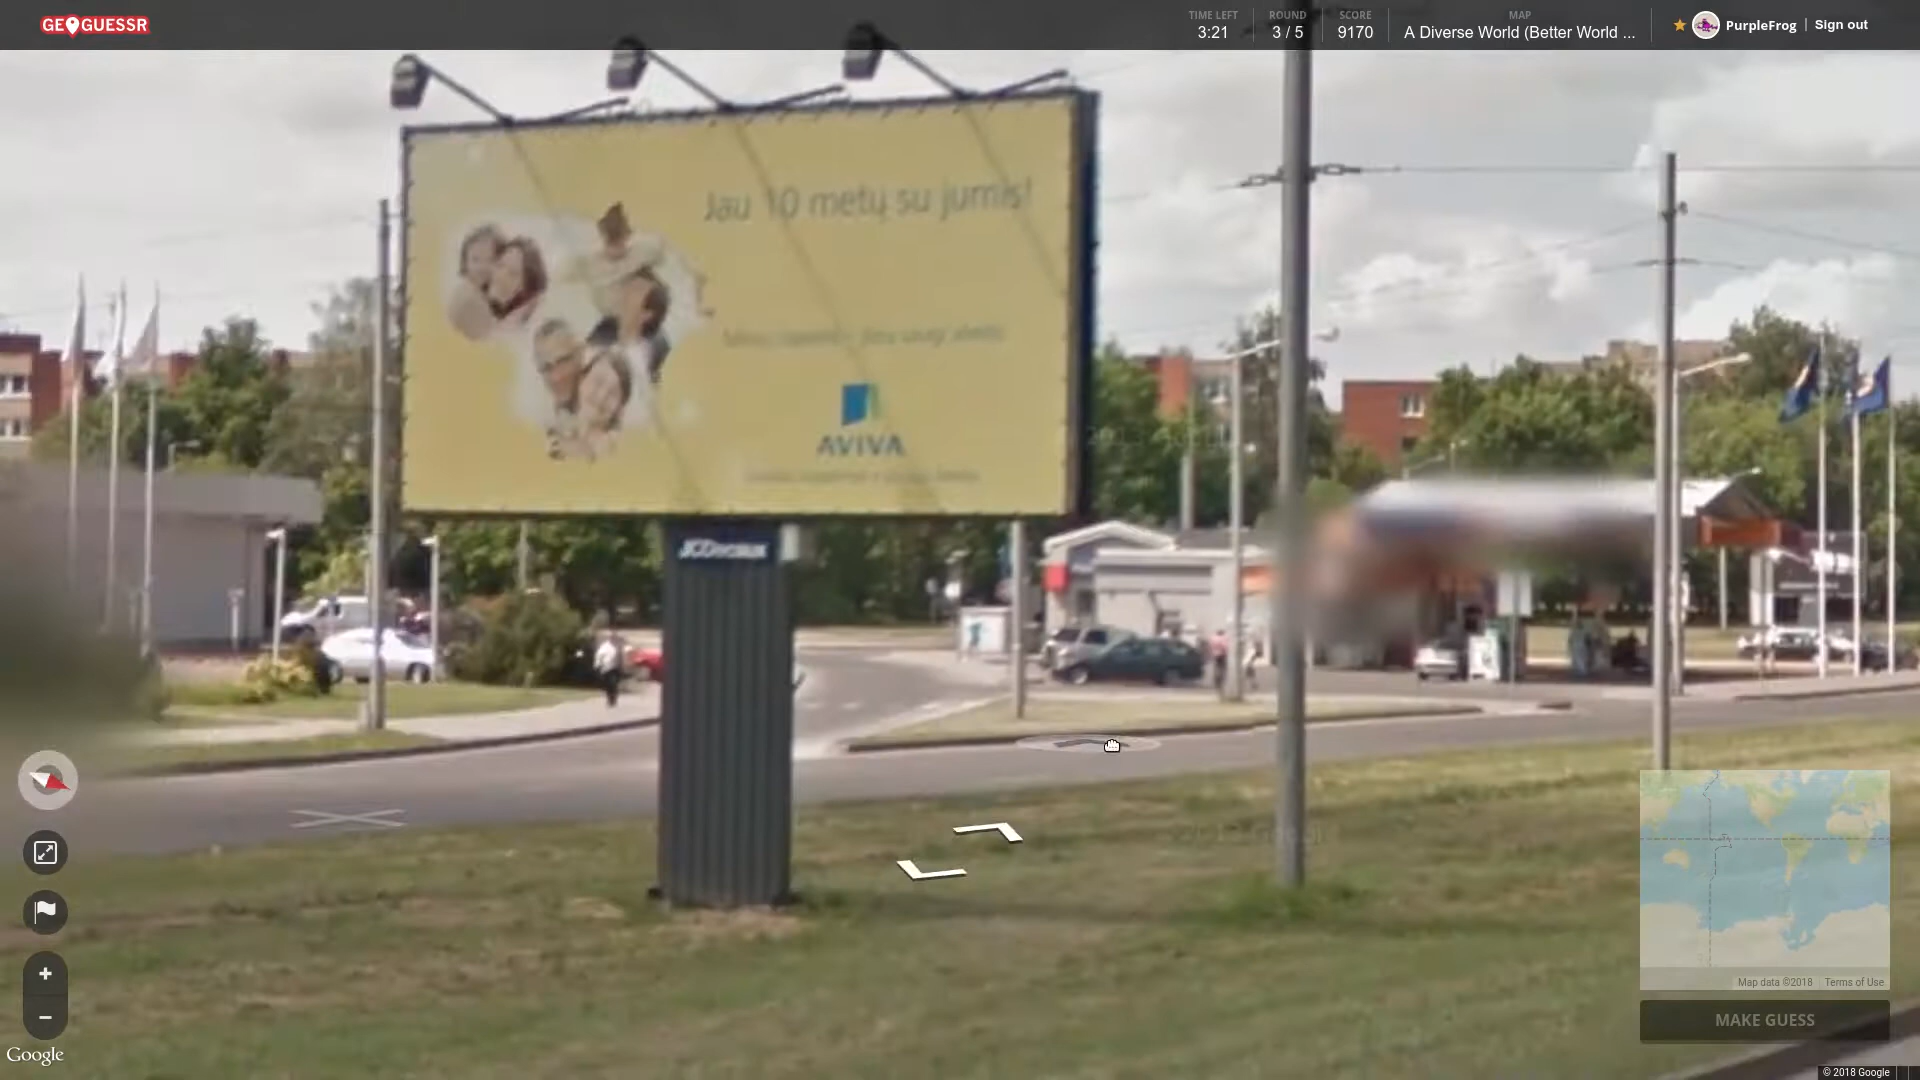 GEOGUESSR
TIME LEFT
3:21
ROUND
3 / 5
SCORE
9170
MAP
A Diverse World (Better World ...
PurpleFrog
Sign out
Jau 10 metų su jumis!
AVIVA
JCDecaux
Map data ©2018
Terms of Use
MAKE GUESS
Google
© 2018 Google